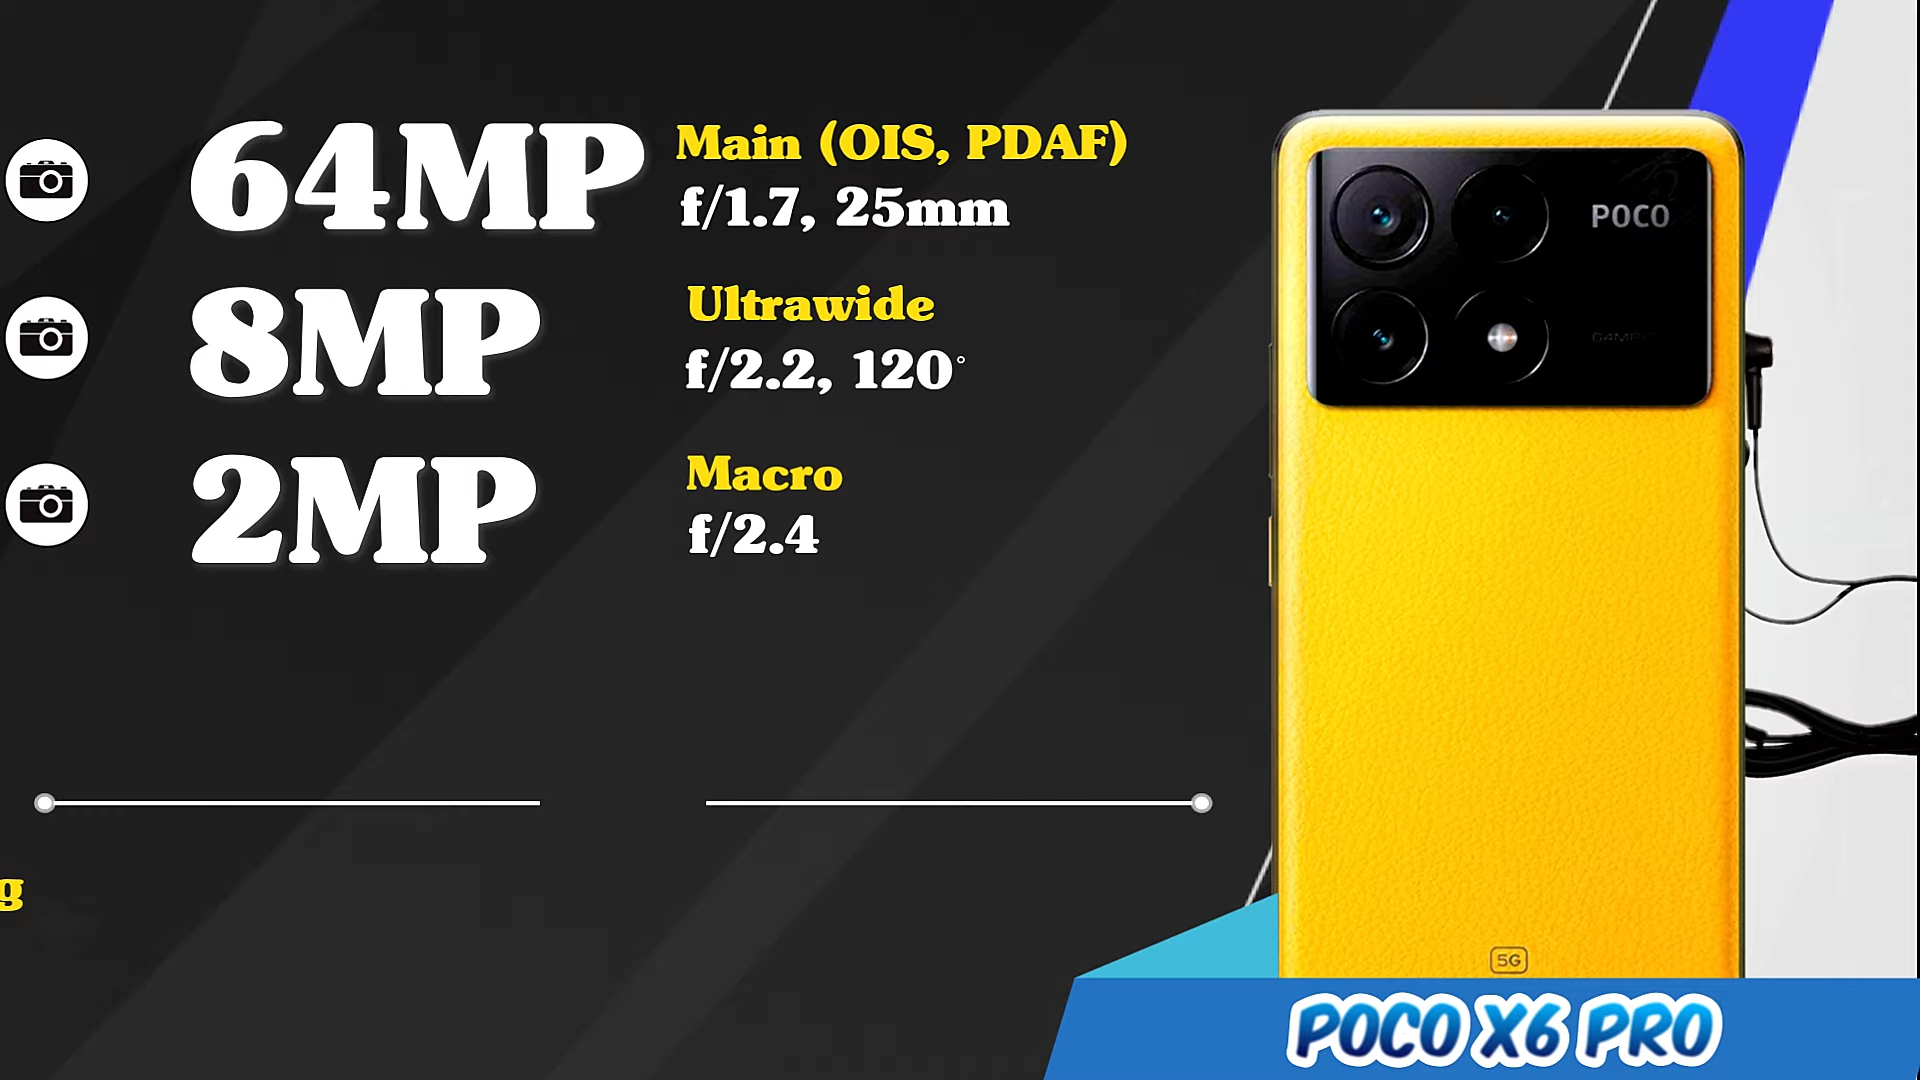 64MP
Main (OIS, PDAF)
f/1.7, 25mm
8MP
Ultrawide
f/2.2, 120°
2MP
Macro
f/2.4
g
POCO
64MP
5G
POCO X6 PRO